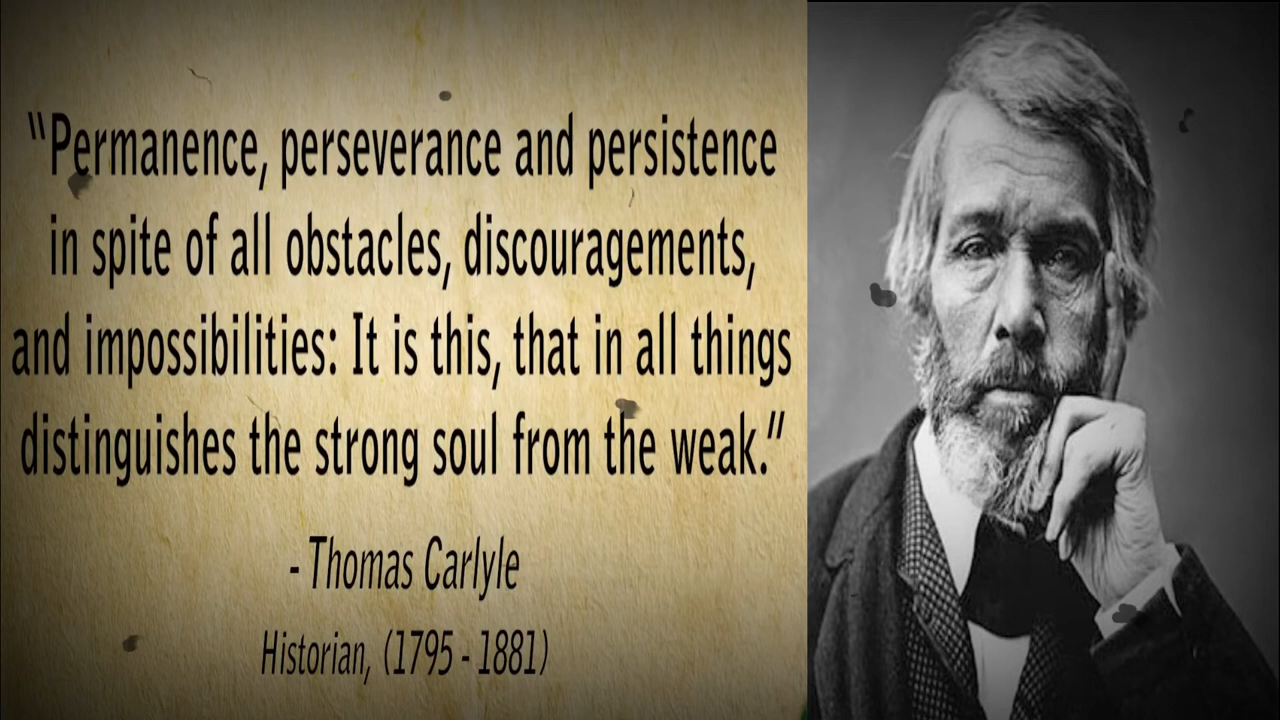 “Permanence, perseverance and persistence
in spite of all obstacles, discouragements,
and impossibilities: It is this, that in all things
distinguishes the strong soul from the weak.”
- Thomas Carlyle
Historian, (1795 - 1881)